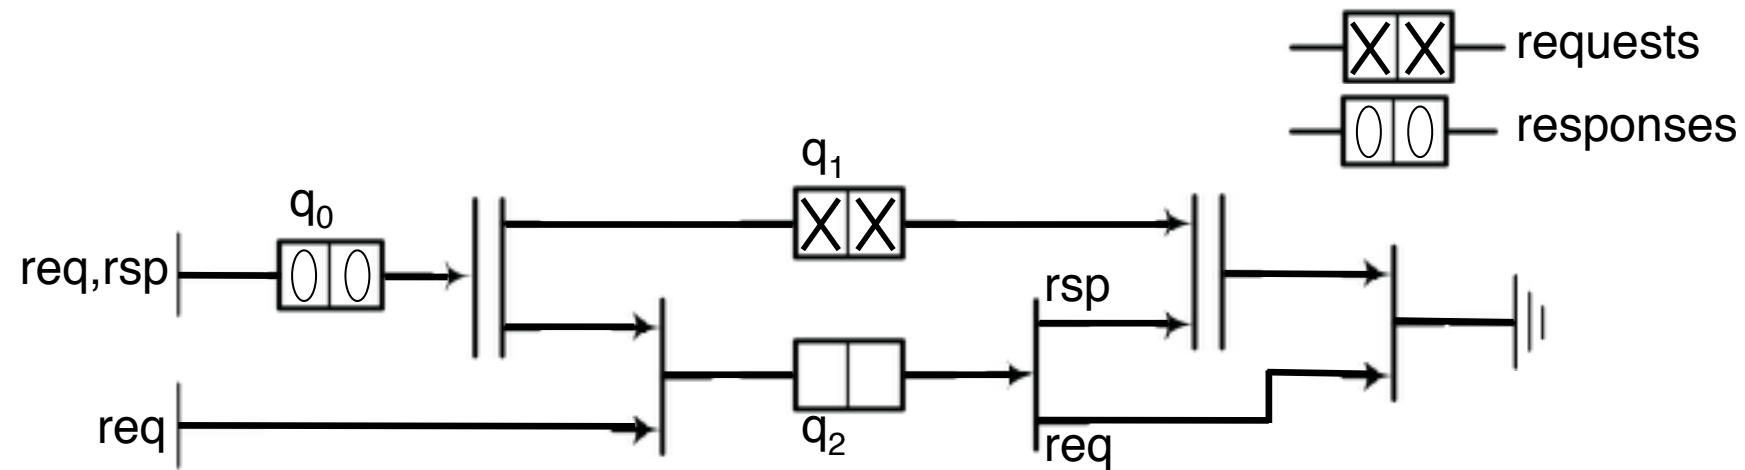 requests
responses
q1
q0
req,rsp
rsp
q2
req
req